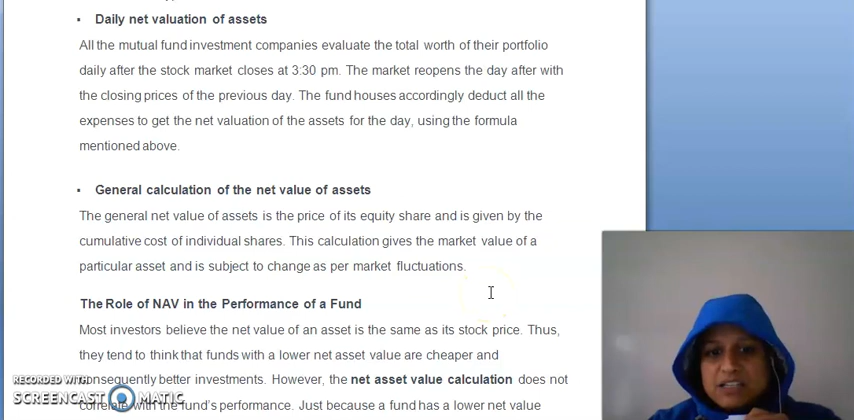 Daily net valuation of assets
All the mutual fund investment companies evaluate the total worth of their portfolio
daily after the stock market closes at 3:30 pm. The market reopens the day after with
the closing prices of the previous day. The fund houses accordingly deduct all the
expenses to get the net valuation of the assets for the day, using the formula
mentioned above.
General calculation of the net value of assets
The general net value of assets is the price of its equity share and is given by the
cumulative cost of individual shares. This calculation gives the market value of a
particular asset and is subject to change as per market fluctuations.
The Role of NAV in the Performance of a Fund
Most investors believe the net value of an asset is the same as its stock price. Thus,
they tend to think that funds with a lower net asset value are cheaper and
consequently better investments. However, the net asset value calculation does not
correlate with the fund's performance. Just because a fund has a lower net value
RECORDED WITH
SCREENCAST MATIC